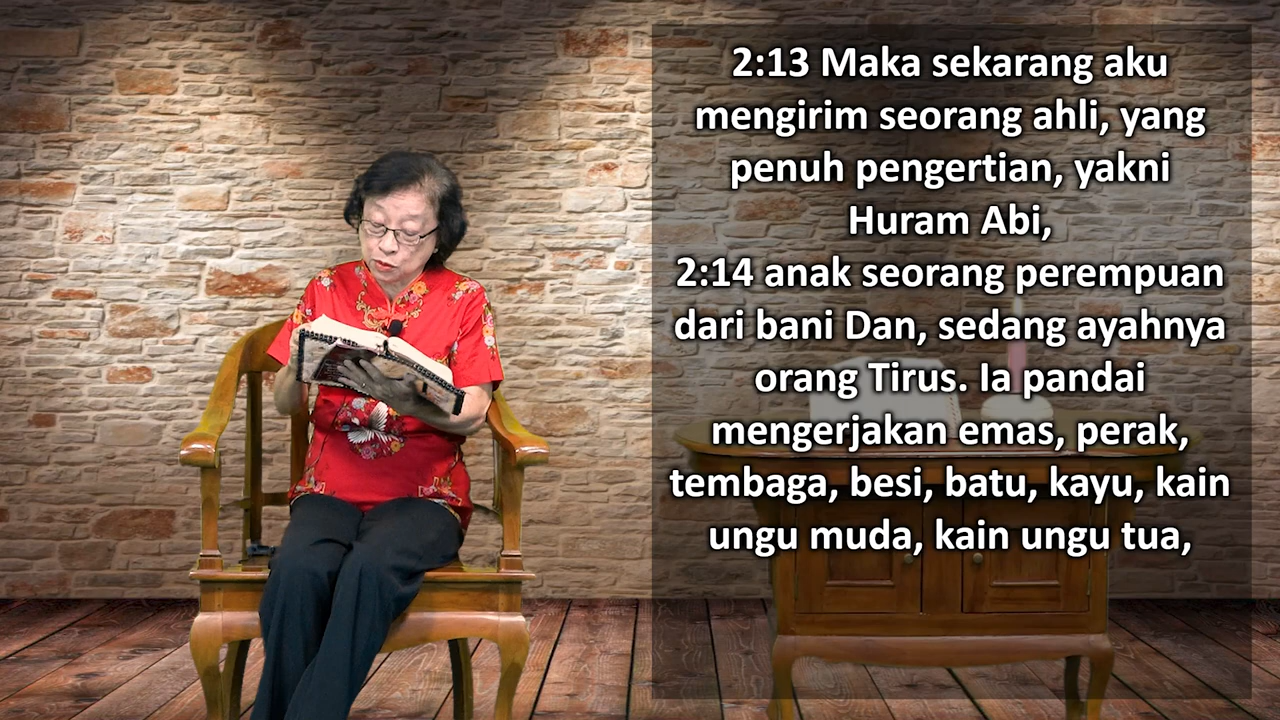 2:13 Maka sekarang aku
mengirim seorang ahli, yang
penuh pengertian, yakni
Huram Abi,
2:14 anak seorang perempuan
dari bani Dan, sedang ayahnya
orang Tirus. Ia pandai
mengerjakan emas, perak,
tembaga, besi, batu, kayu, kain
ungu muda, kain ungu tua,